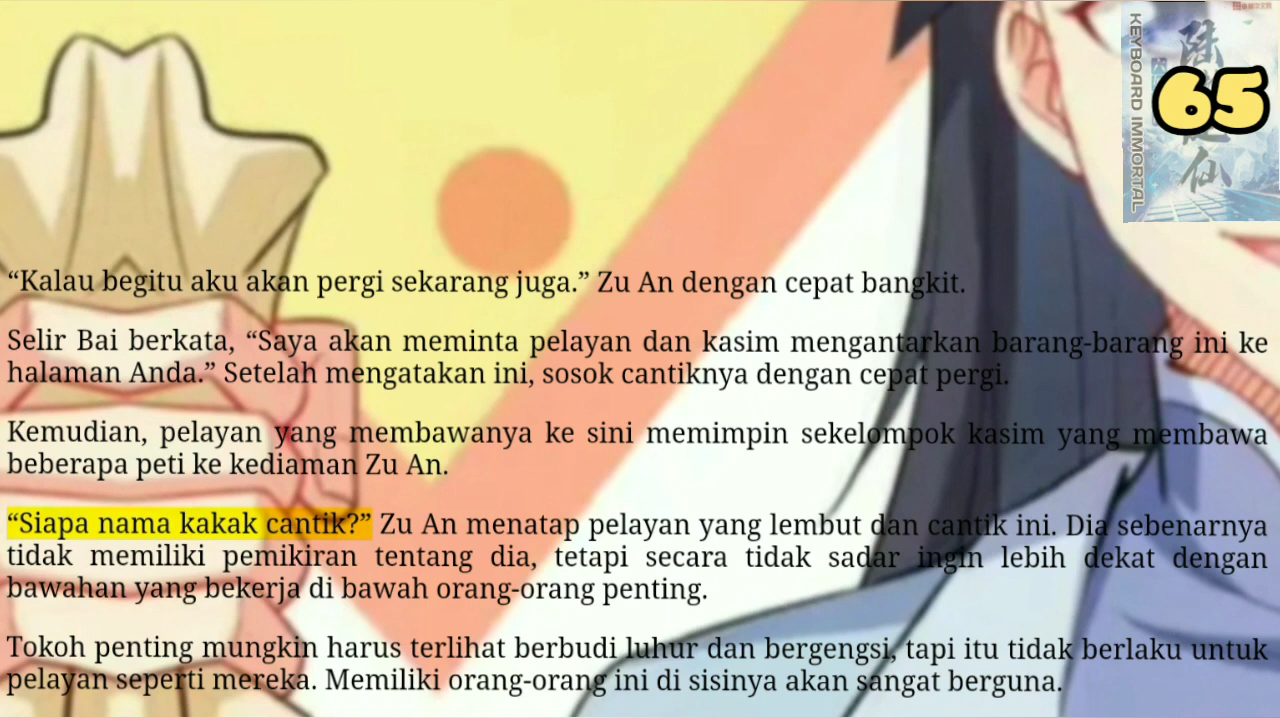 KEYBOARD IMMORTAL
65
“Kalau begitu aku akan pergi sekarang juga.” Zu An dengan cepat bangkit.
Selir Bai berkata, “Saya akan meminta pelayan dan kasim mengantarkan barang-barang ini ke
halaman Anda.” Setelah mengatakan ini, sosok cantiknya dengan cepat pergi.
Kemudian, pelayan yang membawanya ke sini memimpin sekelompok kasim yang membawa
beberapa peti ke kediaman Zu An.
“Siapa nama kakak cantik?” Zu An menatap pelayan yang lembut dan cantik ini. Dia sebenarnya
tidak memiliki pemikiran tentang dia, tetapi secara tidak sadar ingin lebih dekat dengan
bawahan yang bekerja di bawah orang-orang penting.
Tokoh penting mungkin harus terlihat berbudi luhur dan bergengsi, tapi itu tidak berlaku untuk
pelayan seperti mereka. Memiliki orang-orang ini di sisinya akan sangat berguna.